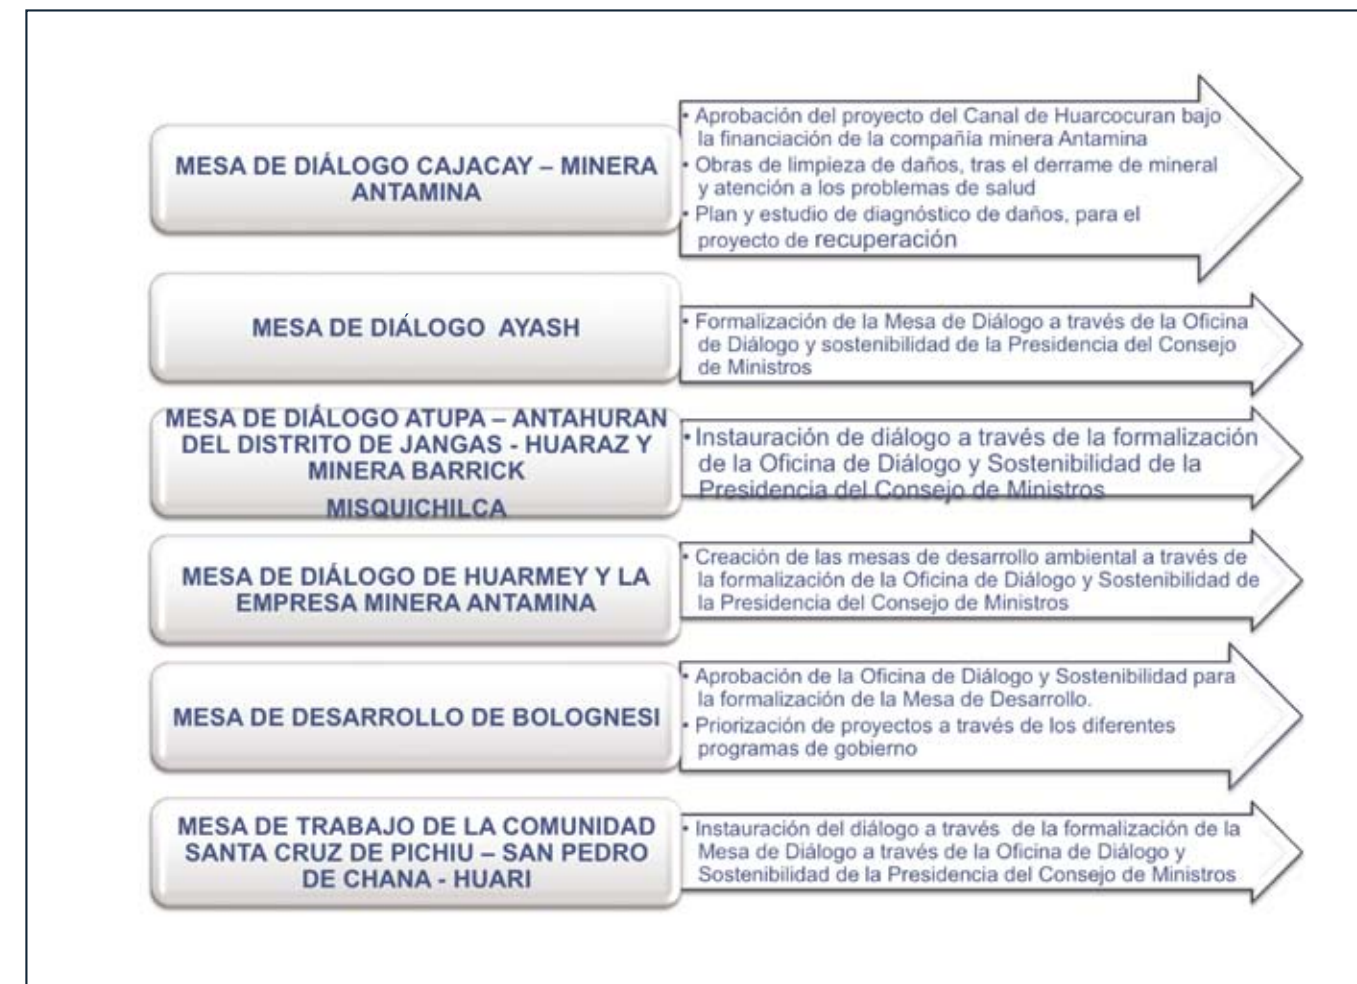 MESA DE DIÁLOGO CAJACAY – MINERA
ANTAMINA
• Aprobación del proyecto del Canal de Huarcocuran bajo
la financiación de la compañía minera Antamina
• Obras de limpieza de daños, tras el derrame de mineral
y atención a los problemas de salud
• Plan y estudio de diagnóstico de daños, para el
proyecto de recuperación
MESA DE DIÁLOGO AYASH
• Formalización de la Mesa de Diálogo a través de la Oficina
de Diálogo y sostenibilidad de la Presidencia del Consejo
de Ministros
MESA DE DIÁLOGO ATUPA – ANTAHURAN
DEL DISTRITO DE JANGAS - HUARAZ Y
MINERA BARRICK
MISQUICHILCA
• Instauración de diálogo a través de la formalización
de la Oficina de Diálogo y Sostenibilidad de la
Presidencia del Consejo de Ministros
MESA DE DIÁLOGO DE HUARMEY Y LA
EMPRESA MINERA ANTAMINA
• Creación de las mesas de desarrollo ambiental a través de
la formalización de la Oficina de Diálogo y Sostenibilidad de
la Presidencia del Consejo de Ministros
MESA DE DESARROLLO DE BOLOGNESI
• Aprobación de la Oficina de Diálogo y Sostenibilidad para
la formalización de la Mesa de Desarrollo.
• Priorización de proyectos a través de los diferentes
programas de gobierno
MESA DE TRABAJO DE LA COMUNIDAD
SANTA CRUZ DE PICHIU – SAN PEDRO
DE CHANA - HUARI
• Instauración del diálogo a través de la formalización de la
Mesa de Diálogo a través de la Oficina de Diálogo y
Sostenibilidad de la Presidencia del Consejo de Ministros